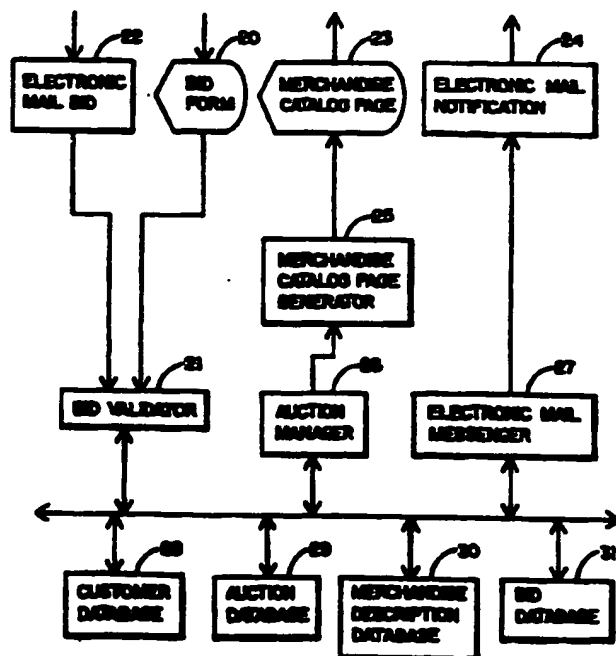 22
20
23
24
ELECTRONIC
MAIL BID
BID
FORM
MERCHANDISE
CATALOG PAGE
ELECTRONIC MAIL
NOTIFICATION
25
MERCHANDISE
CATALOG PAGE
GENERATOR
21
26
27
BID VALIDATOR
AUCTION
MANAGER
ELECTRONIC MAIL
MESSENGER
28
29
30
31
CUSTOMER
DATABASE
AUCTION
DATABASE
MERCHANDISE
DESCRIPTION
DATABASE
BID
DATABASE